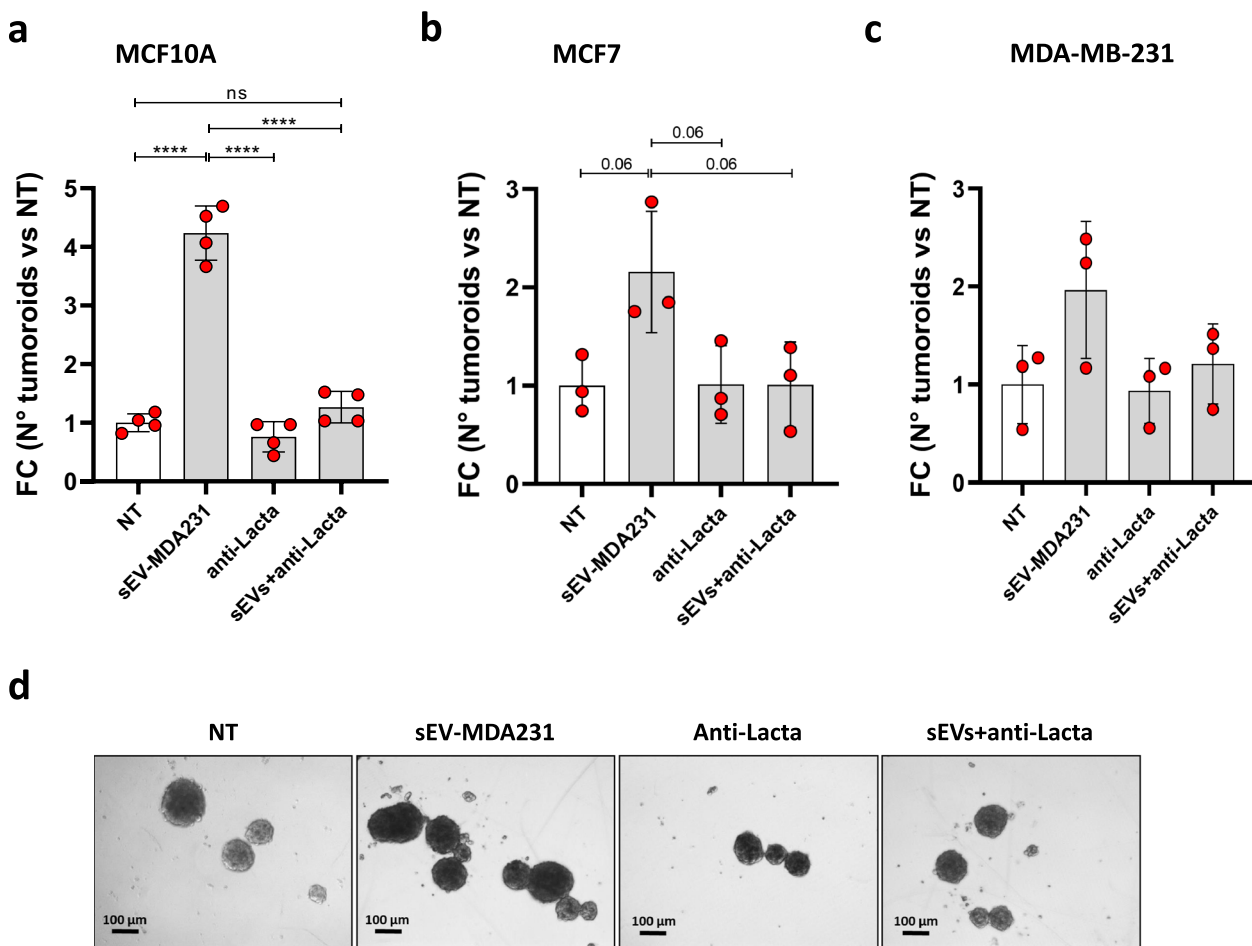 a
MCF10A
ns
****
**** ****
FC (N° tumoroids vs NT)
5
4
3
2
1
0
NT
sEV-MDA231
anti-Lacta
sEVs+anti-Lacta
b
MCF7
0.06
0.06 0.06
FC (N° tumoroids vs NT)
3
2
1
0
NT
sEV-MDA231
anti-Lacta
sEVs+anti-Lacta
c
MDA-MB-231
FC (N° tumoroids vs NT)
3
2
1
0
NT
sEV-MDA231
anti-Lacta
sEVs+anti-Lacta
d
NT
sEV-MDA231
Anti-Lacta
sEVs+anti-Lacta
100 µm
100 µm
100 µm
100 µm